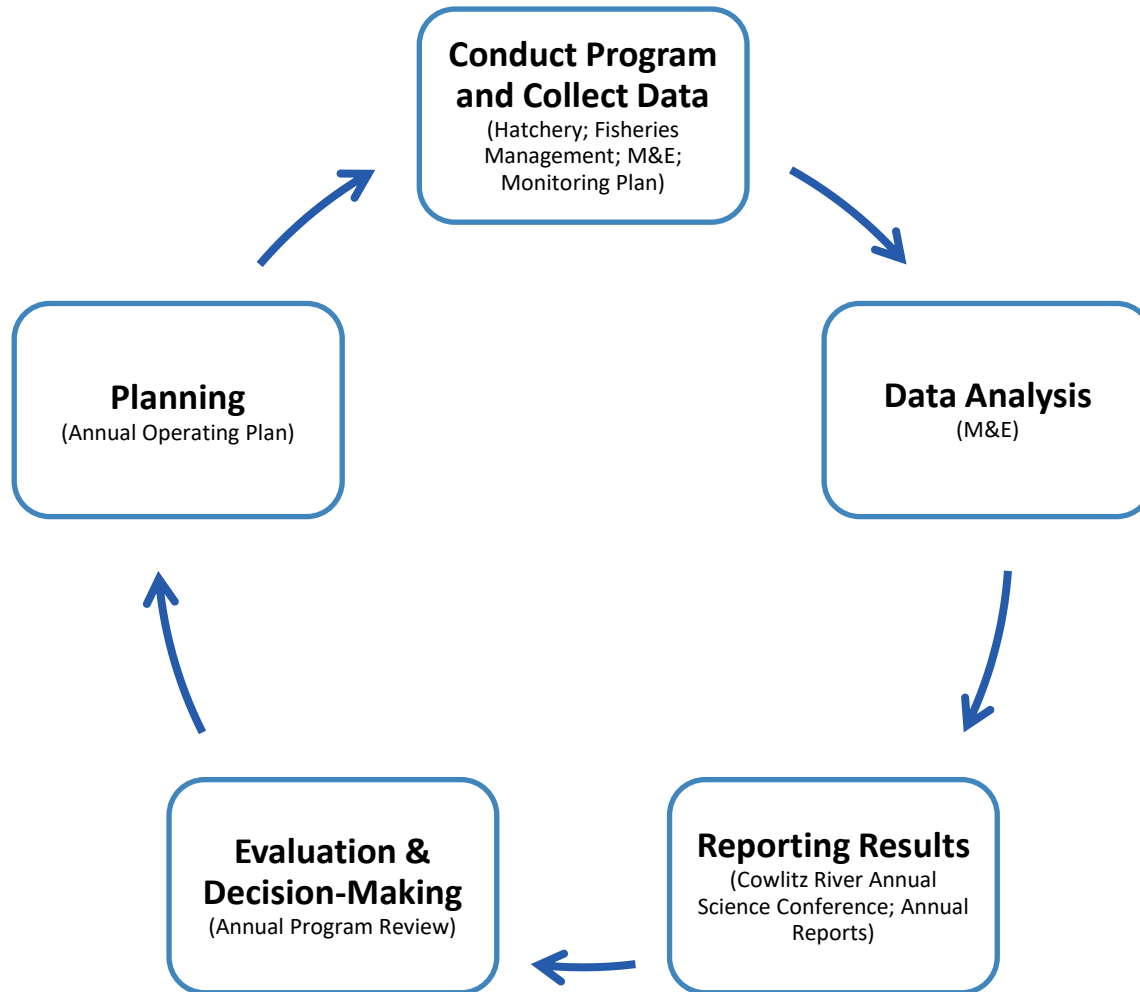 Conduct Program
and Collect Data
(Hatchery; Fisheries
Management; M&E;
Monitoring Plan)
Data Analysis
(M&E)
Reporting Results
(Cowlitz River Annual
Science Conference; Annual
Reports)
Evaluation &
Decision-Making
(Annual Program Review)
Planning
(Annual Operating Plan)